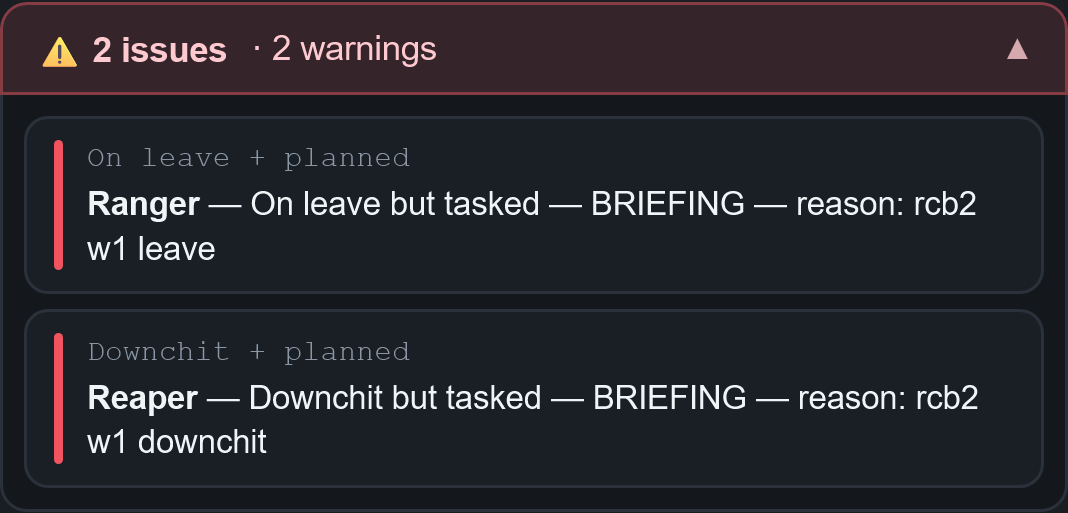 ⚠️ 2 issues · 2 warnings ▲
On leave + planned
Ranger — On leave but tasked — BRIEFING — reason: rcb2
w1 leave
Downchit + planned
Reaper — Downchit but tasked — BRIEFING — reason: rcb2
w1 downchit